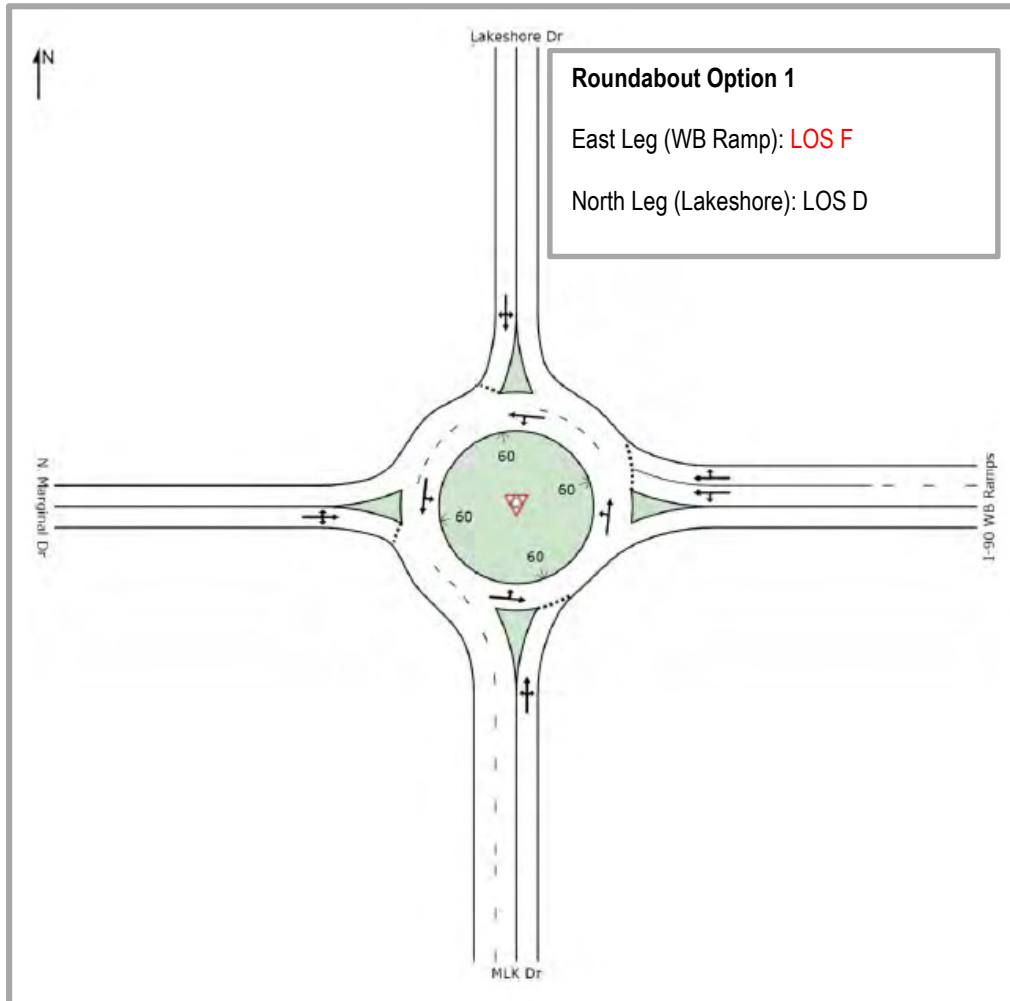 Lakeshore Dr
N
Roundabout Option 1
East Leg (WB Ramp): LOS F
North Leg (Lakeshore): LOS D
60
60
60
60
N. Marginal Dr
I-90 WB Ramps
MLK Dr